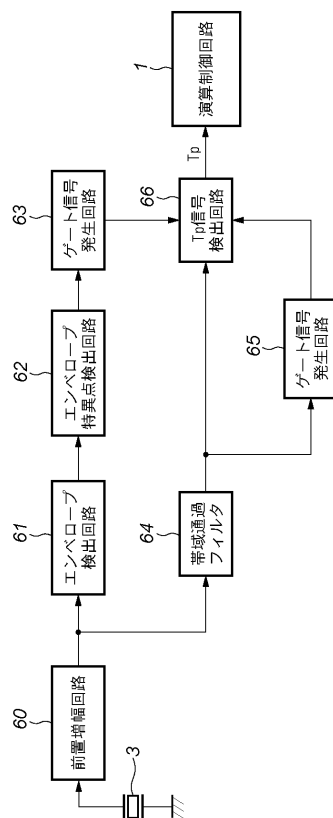 3
60
前置増幅回路
61
エンベロープ
検出回路
62
エンベロープ
特異点検出回路
63
ゲート信号
発生回路
64
帯域通過
フィルタ
65
ゲート信号
発生回路
66
Tp信号
検出回路
Tp
1
演算制御回路